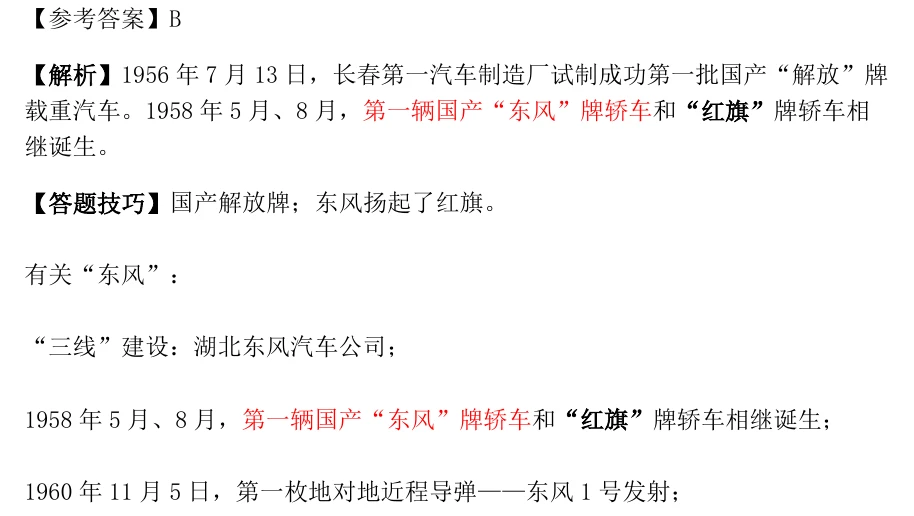 【参考答案】B
【解析】1956 年 7 月 13 日，长春第一汽车制造厂试制成功第一批国产“解放”牌
载重汽车。1958 年 5 月、8 月，第一辆国产“东风”牌轿车和“红旗”牌轿车相
继诞生。
【答题技巧】国产解放牌；东风扬起了红旗。
有关“东风”：
“三线”建设：湖北东风汽车公司；
1958 年 5 月、8 月，第一辆国产“东风”牌轿车和“红旗”牌轿车相继诞生；
1960 年 11 月 5 日，第一枚地对地近程导弹——东风 1 号发射；